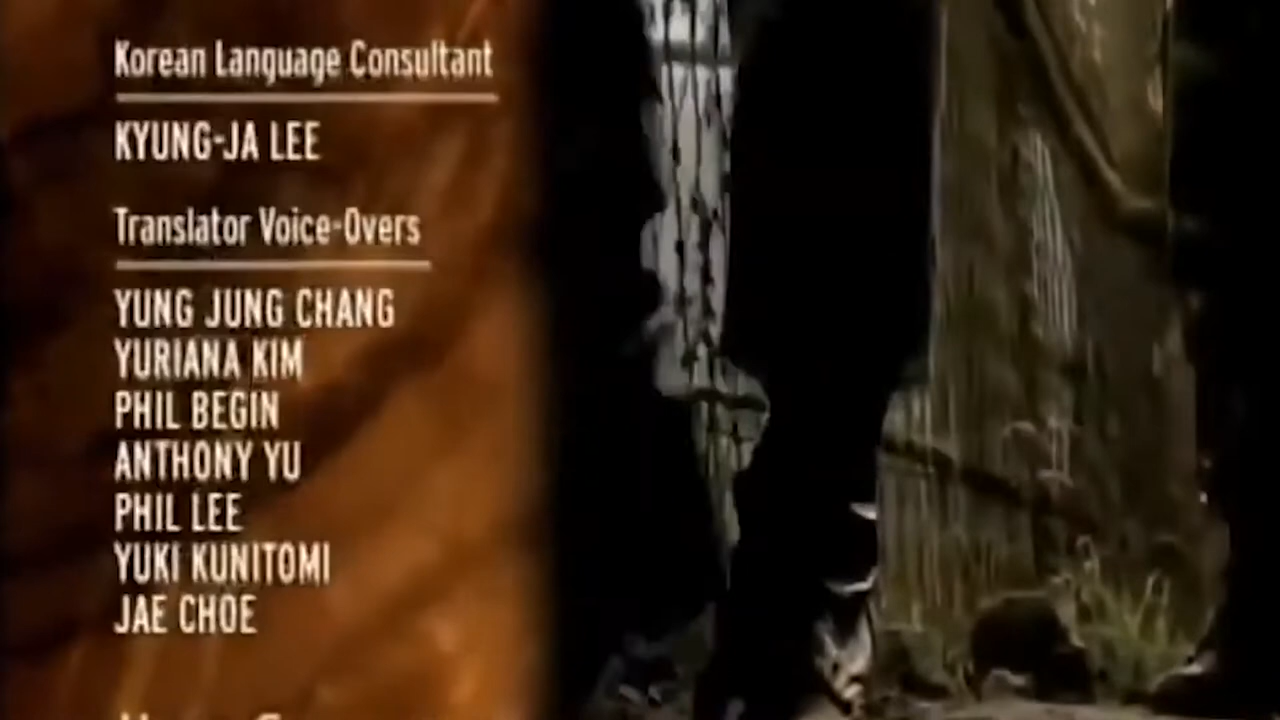 Korean Language Consultant
KYUNG-JA LEE
Translator Voice-Overs
YUNG JUNG CHANG
YURIANA KIM
PHIL BEGIN
ANTHONY YU
PHIL LEE
YUKI KUNITOMI
JAE CHOE